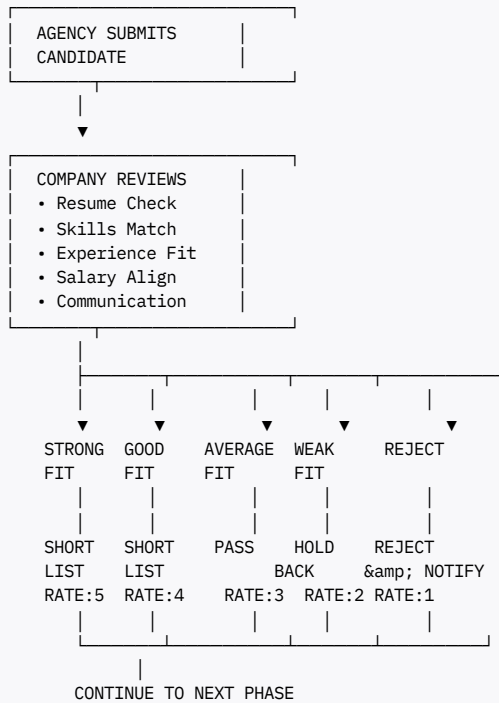 AGENCY SUBMITS
CANDIDATE
COMPANY REVIEWS
• Resume Check
• Skills Match
• Experience Fit
• Salary Align
• Communication
STRONG GOOD AVERAGE WEAK REJECT
FIT FIT FIT FIT
SHORT SHORT PASS HOLD REJECT
LIST LIST BACK &amp; NOTIFY
RATE:5 RATE:4 RATE:3 RATE:2 RATE:1
CONTINUE TO NEXT PHASE